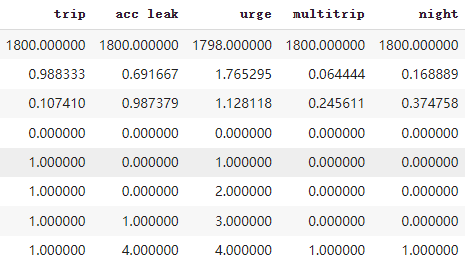 trip acc leak urge multitrip night
1800.000000 1800.000000 1798.000000 1800.000000 1800.000000
0.988333 0.691667 1.765295 0.064444 0.168889
0.107410 0.987379 1.128118 0.245611 0.374758
0.000000 0.000000 0.000000 0.000000 0.000000
1.000000 0.000000 1.000000 0.000000 0.000000
1.000000 0.000000 2.000000 0.000000 0.000000
1.000000 1.000000 3.000000 0.000000 0.000000
1.000000 4.000000 4.000000 1.000000 1.000000